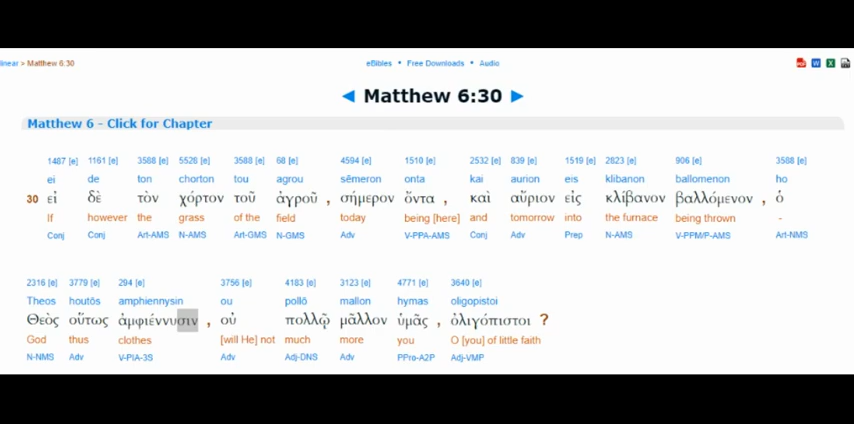 linear > Matthew 6:30
eBibles • Free Downloads • Audio
◄ Matthew 6:30 ►
Matthew 6 - Click for Chapter
1487 [e] 1161 [e] 3588 [e] 5528 [e] 3588 [e] 68 [e] 4594 [e] 1510 [e] 2532 [e] 839 [e] 1519 [e] 2823 [e] 906 [e] 3588 [e]
ei de ton chorton tou agrou sēmeron onta kai aurion eis klibanon ballomenon ho
30 εἰ δὲ τὸν χόρτον τοῦ ἀγροῦ , σήμερον ὄντα , καὶ αὔριον εἰς κλίβανον βαλλόμενον , ὁ
If however the grass of the field today being [here] and tomorrow into the furnace being thrown -
Conj Conj Art-AMS N-AMS Art-GMS N-GMS Adv V-PPA-AMS Conj Adv Prep N-AMS V-PPM/P-AMS Art-NMS
2316 [e] 3779 [e] 294 [e] 3756 [e] 4183 [e] 3123 [e] 4771 [e] 3640 [e]
Theos houtōs amphiennysin ou pollō mallon hymas oligopistoi
Θεὸς οὕτως ἀμφιέννυσιν , οὐ πολλῷ μᾶλλον ὑμᾶς , ὀλιγόπιστοι ?
God thus clothes [will He] not much more you O [you] of little faith
N-NMS Adv V-PIA-3S Adv Adj-DNS Adv PPro-A2P Adj-VMP